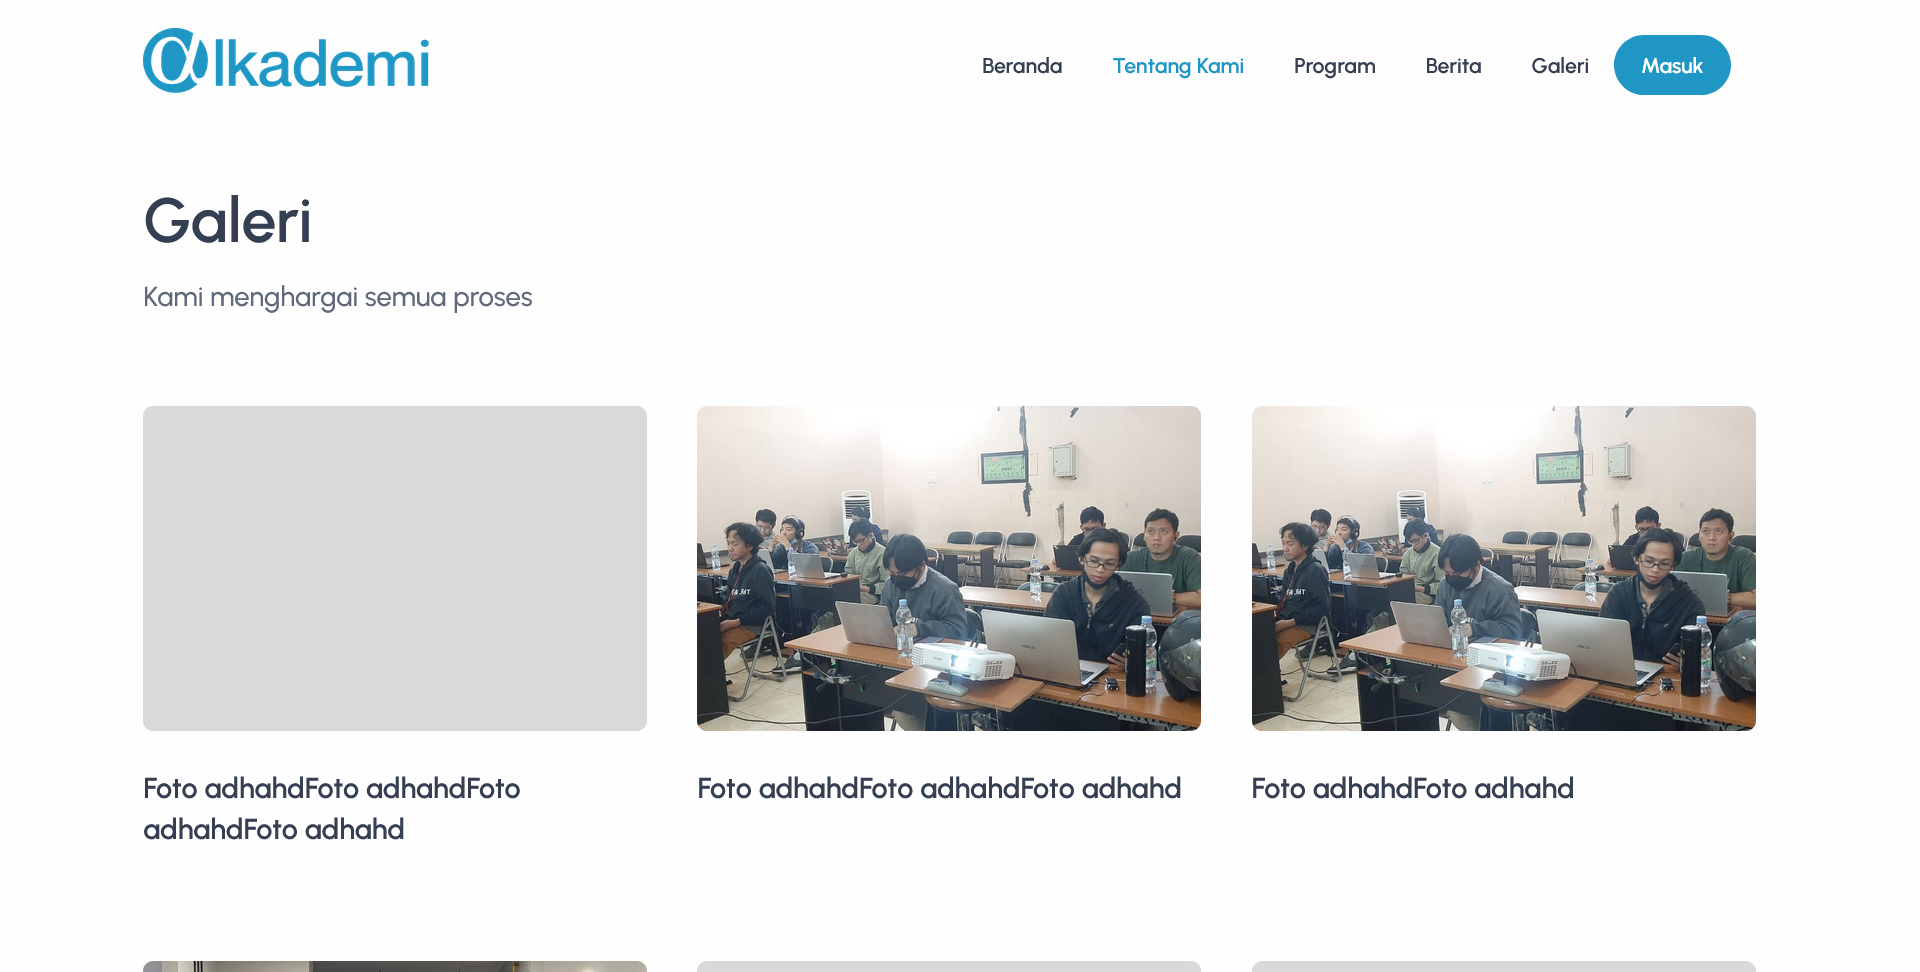 @lkademi
Beranda
Tentang Kami
Program
Berita
Galeri
Masuk
Galeri
Kami menghargai semua proses
Foto adhahdFoto adhahdFoto
adhahdFoto adhahd
Foto adhahdFoto adhahdFoto adhahd
Foto adhahdFoto adhahd